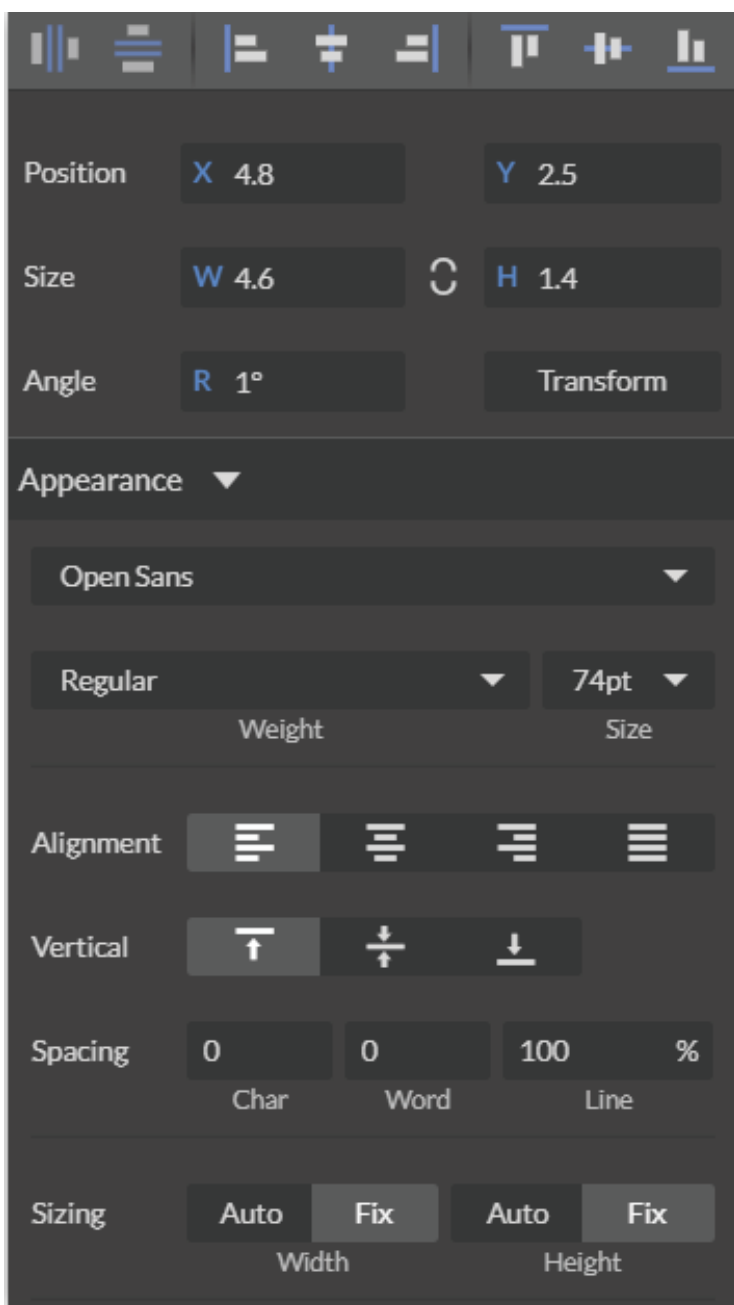 Position X 4.8 Y 2.5
Size W 4.6 H 1.4
Angle R 1° Transform
Appearance
Open Sans
Regular 74pt
Weight Size
Alignment
Vertical
Spacing 0 0 100 %
Char Word Line
Sizing Auto Fix Auto Fix
Width Height